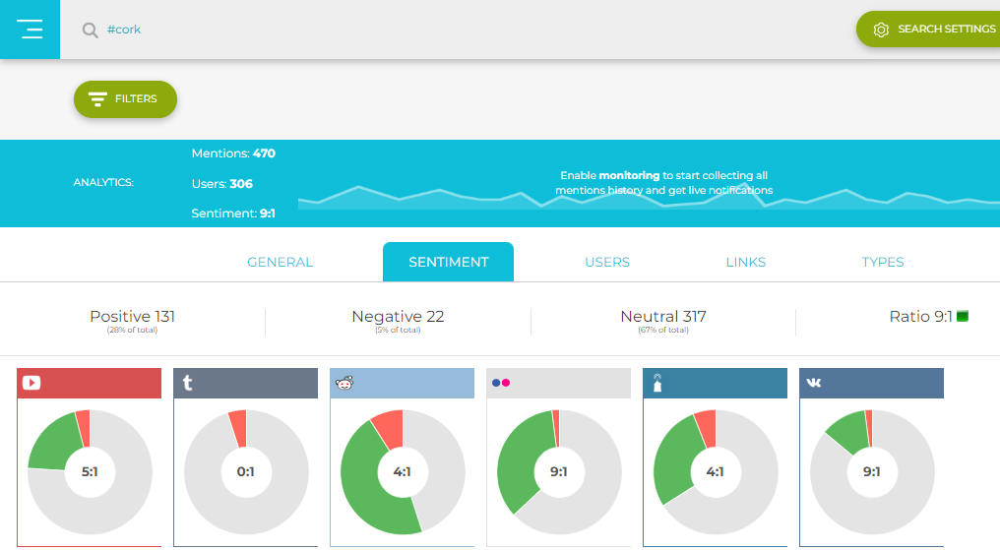 #cork
SEARCH SETTINGS
FILTERS
ANALYTICS:
Mentions: 470
Users: 306
Sentiment: 9:1
Enable monitoring to start collecting all
mentions history and get live notifications
GENERAL
SENTIMENT
USERS
LINKS
TYPES
Positive 131
(28% of total)
Negative 22
(5% of total)
Neutral 317
(67% of total)
Ratio 9:1
t
5:1
0:1
4:1
9:1
4:1
9:1